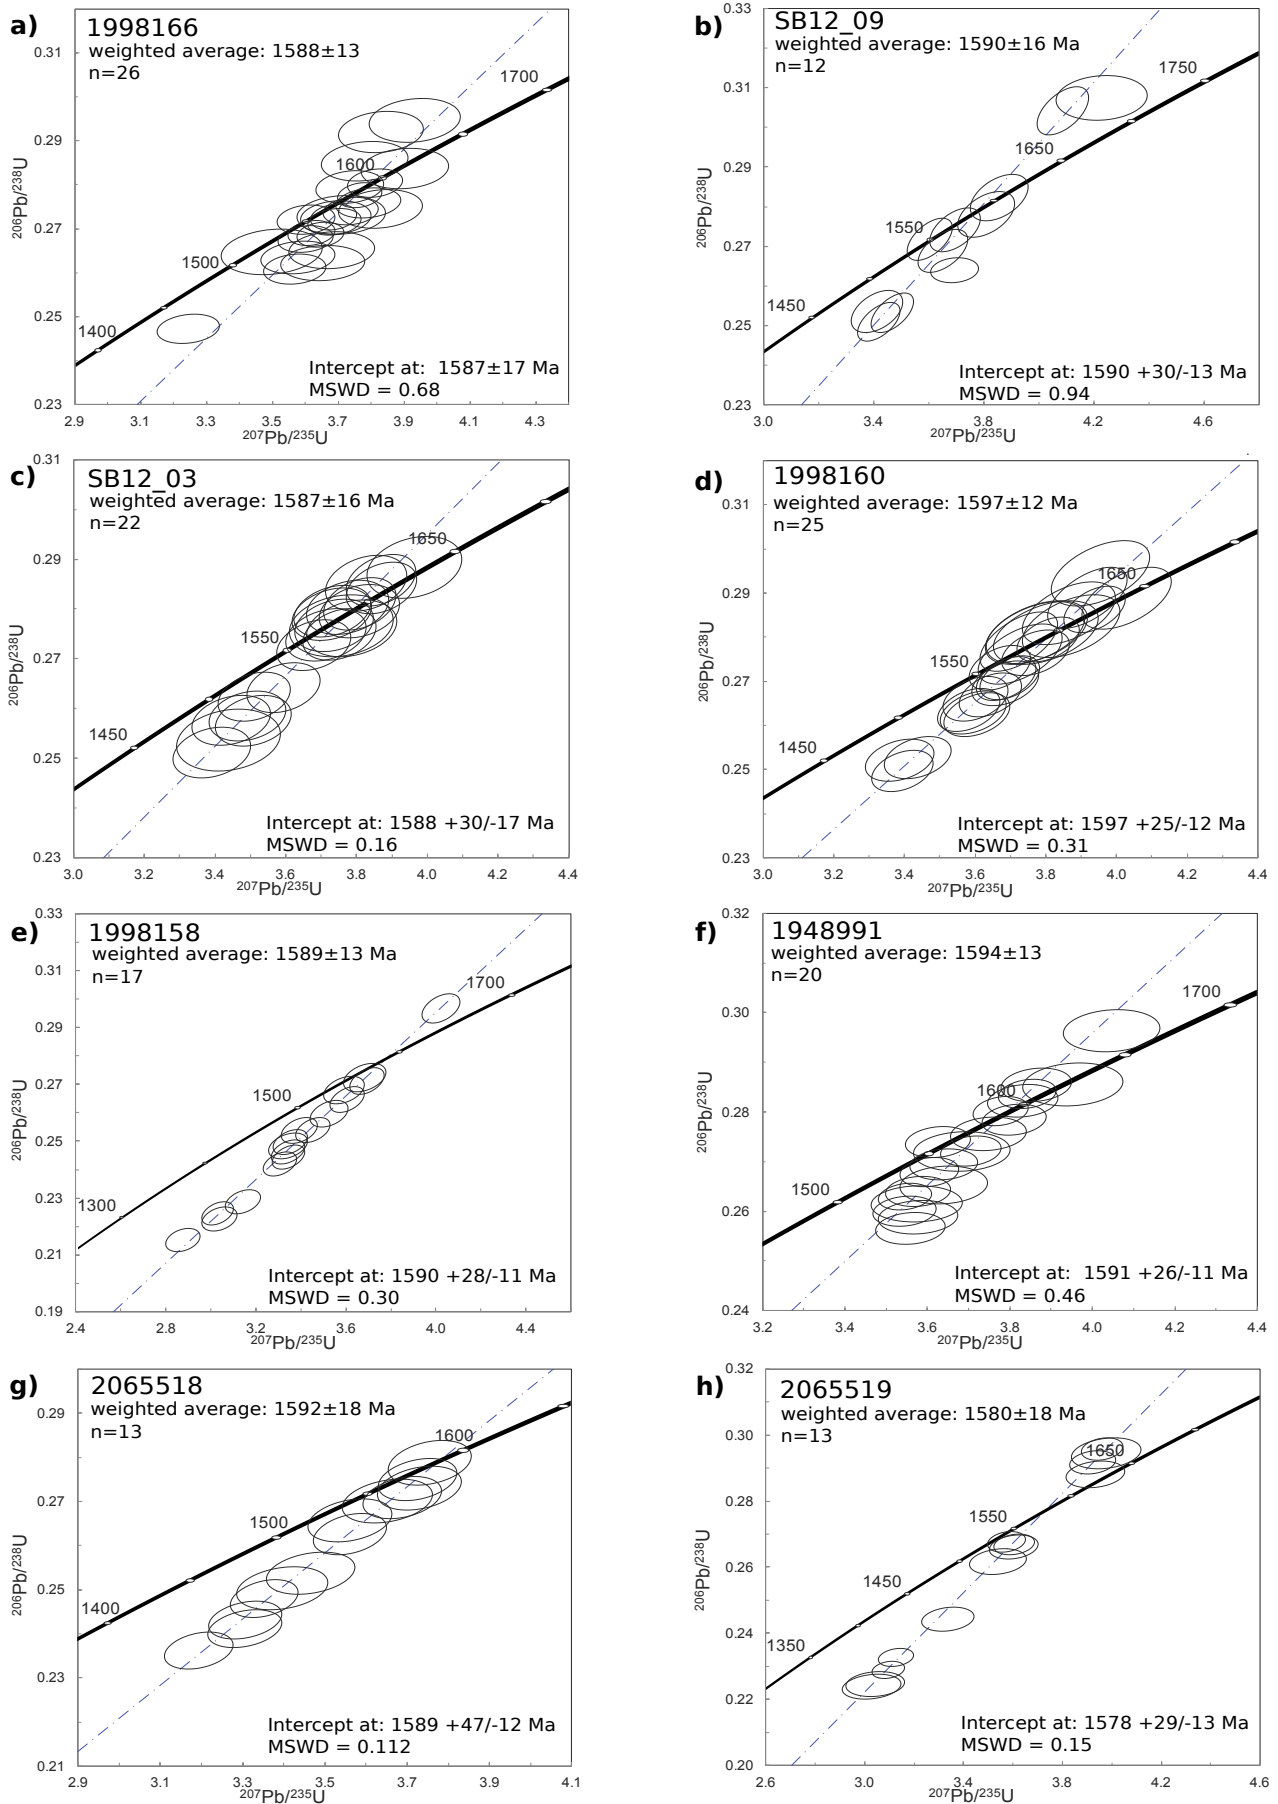 a)
1998166
weighted average: 1588±13
n=26
0.31
0.29
0.27
0.25
0.23
206Pb/238U
1700
1600
1500
1400
Intercept at: 1587±17 Ma
MSWD = 0.68
2.9 3.1 3.3 3.5 3.7 3.9 4.1 4.3
207Pb/235U
b)
SB12_09
weighted average: 1590±16 Ma
n=12
0.33
0.31
0.29
0.27
0.25
0.23
206Pb/238U
1750
1650
1550
1450
Intercept at: 1590 +30/-13 Ma
MSWD = 0.94
3.0 3.4 3.8 4.2 4.6
207Pb/235U
c)
SB12_03
weighted average: 1587±16 Ma
n=22
0.31
0.29
0.27
0.25
0.23
206Pb/238U
1650
1550
1450
Intercept at: 1588 +30/-17 Ma
MSWD = 0.16
3.0 3.2 3.4 3.6 3.8 4.0 4.2 4.4
207Pb/235U
d)
1998160
weighted average: 1597±12 Ma
n=25
0.31
0.29
0.27
0.25
0.23
206Pb/238U
1650
1550
1450
Intercept at: 1597 +25/-12 Ma
MSWD = 0.31
3.0 3.2 3.4 3.6 3.8 4.0 4.2 4.4
207Pb/235U
e)
1998158
weighted average: 1589±13 Ma
n=17
0.33
0.31
0.29
0.27
0.25
0.23
0.21
0.19
206Pb/238U
1700
1500
1300
Intercept at: 1590 +28/-11 Ma
MSWD = 0.30
2.4 2.8 3.2 3.6 4.0 4.4
207Pb/235U
f)
1948991
weighted average: 1594±13
n=20
0.32
0.30
0.28
0.26
0.24
206Pb/238U
1700
1600
1500
Intercept at: 1591 +26/-11 Ma
MSWD = 0.46
3.2 3.4 3.6 3.8 4.0 4.2 4.4
207Pb/235U
g)
2065518
weighted average: 1592±18 Ma
n=13
0.29
0.27
0.25
0.23
0.21
206Pb/238U
1600
1500
1400
Intercept at: 1589 +47/-12 Ma
MSWD = 0.112
2.9 3.1 3.3 3.5 3.7 3.9 4.1
207Pb/235U
h)
2065519
weighted average: 1580±18 Ma
n=13
0.32
0.30
0.28
0.26
0.24
0.22
0.20
206Pb/238U
1650
1550
1450
1350
Intercept at: 1578 +29/-13 Ma
MSWD = 0.15
2.6 3.0 3.4 3.8 4.2 4.6
207Pb/235U